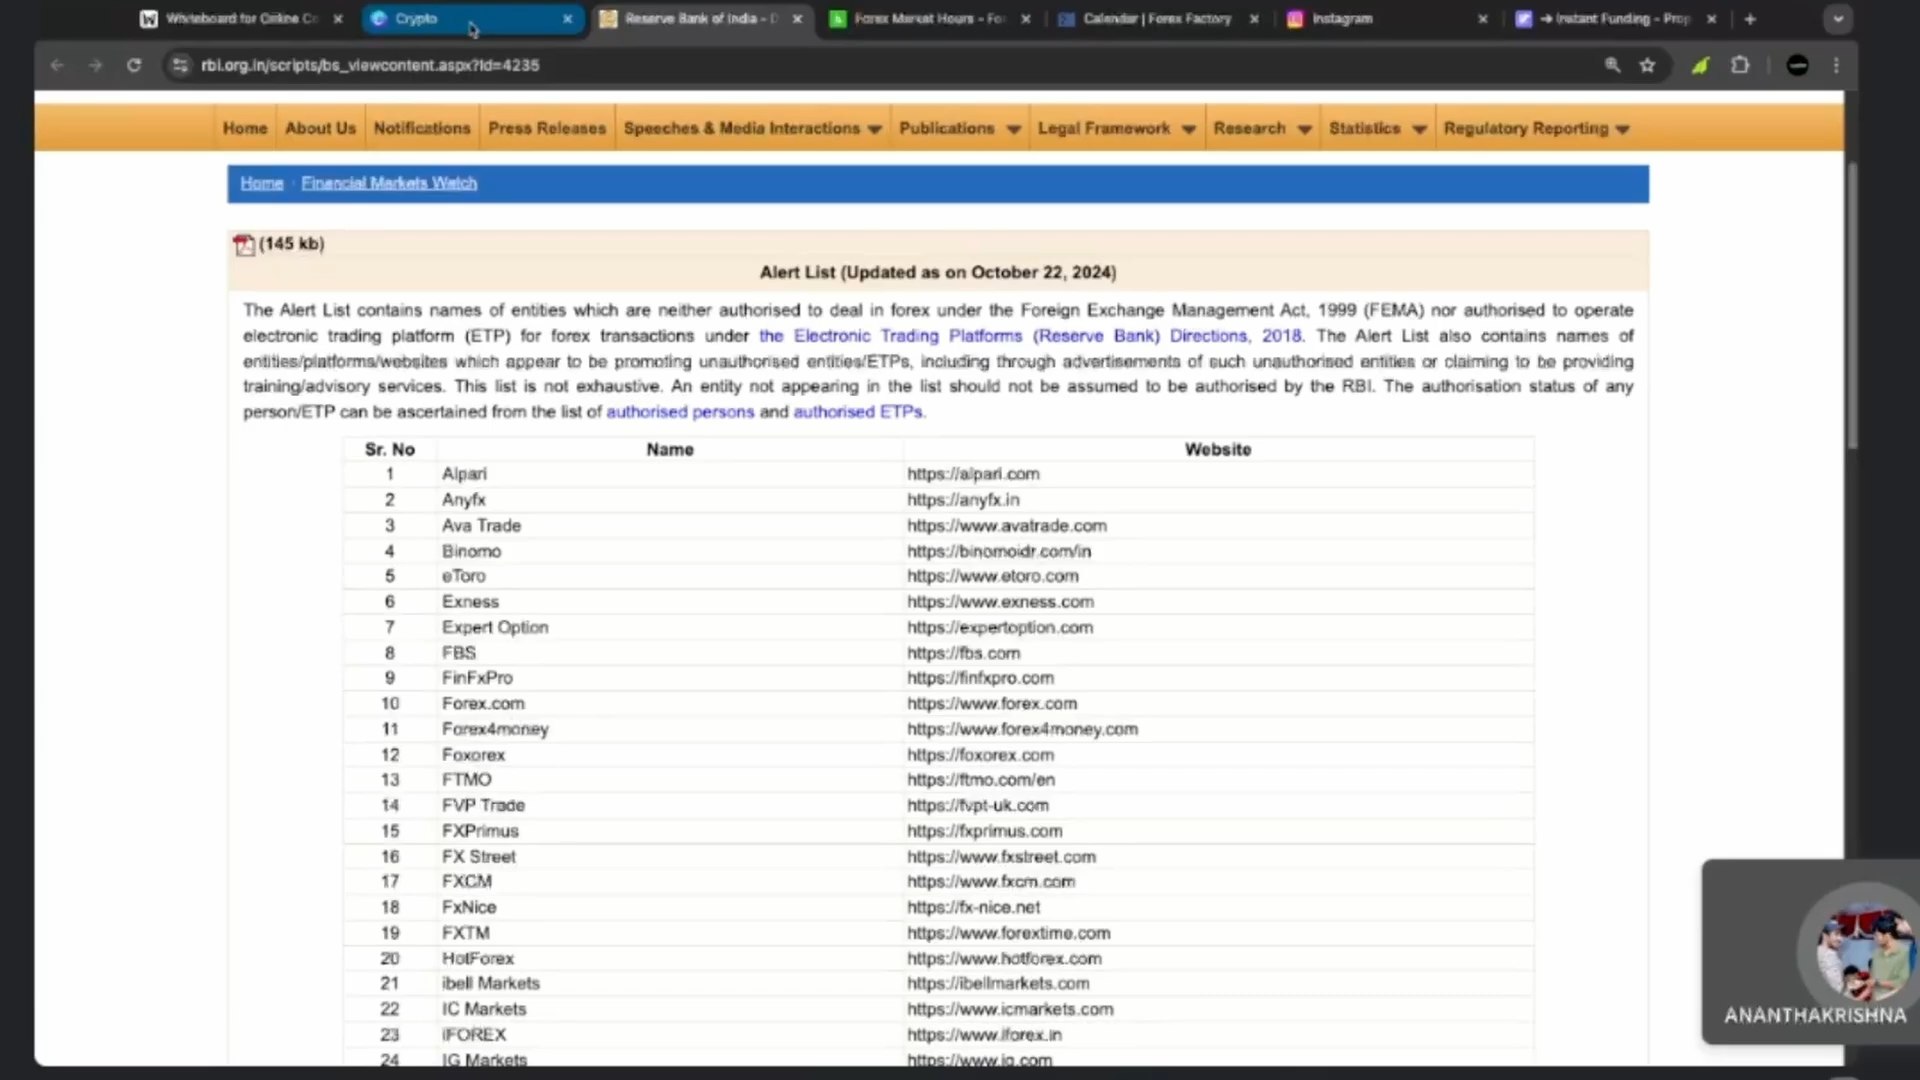 Whiteboard for Online Co
Crypto
Reserve Bank of India - D
Forex Market Hours - Fo
Calendar | Forex Factory
Instagram
→ Instant Funding - Prop
rbi.org.in/scripts/bs_viewcontent.aspx?Id=4235
Home About Us Notifications Press Releases Speeches & Media Interactions Publications Legal Framework Research Statistics Regulatory Reporting
Home Financial Markets Watch
(145 kb)
Alert List (Updated as on October 22, 2024)
The Alert List contains names of entities which are neither authorised to deal in forex under the Foreign Exchange Management Act, 1999 (FEMA) nor authorised to operate
electronic trading platform (ETP) for forex transactions under the Electronic Trading Platforms (Reserve Bank) Directions, 2018. The Alert List also contains names of
entities/platforms/websites which appear to be promoting unauthorised entities/ETPs, including through advertisements of such unauthorised entities or claiming to be providing
training/advisory services. This list is not exhaustive. An entity not appearing in the list should not be assumed to be authorised by the RBI. The authorisation status of any
person/ETP can be ascertained from the list of authorised persons and authorised ETPs.
Sr. No Name Website
1 Alpari https://alpari.com
2 Anyfx https://anyfx.in
3 Ava Trade https://www.avatrade.com
4 Binomo https://binomoidr.com/in
5 eToro https://www.etoro.com
6 Exness https://www.exness.com
7 Expert Option https://expertoption.com
8 FBS https://fbs.com
9 FinFxPro https://finfxpro.com
10 Forex.com https://www.forex.com
11 Forex4money https://www.forex4money.com
12 Foxorex https://foxorex.com
13 FTMO https://ftmo.com/en
14 FVP Trade https://fvpt-uk.com
15 FXPrimus https://fxprimus.com
16 FX Street https://www.fxstreet.com
17 FXCM https://www.fxcm.com
18 FxNice https://fx-nice.net
19 FXTM https://www.forextime.com
20 HotForex https://www.hotforex.com
21 ibell Markets https://ibellmarkets.com
22 IC Markets https://www.icmarkets.com
23 iFOREX https://www.iforex.in
24 IG Markets https://www.ig.com
ANANTHAKRISHNA